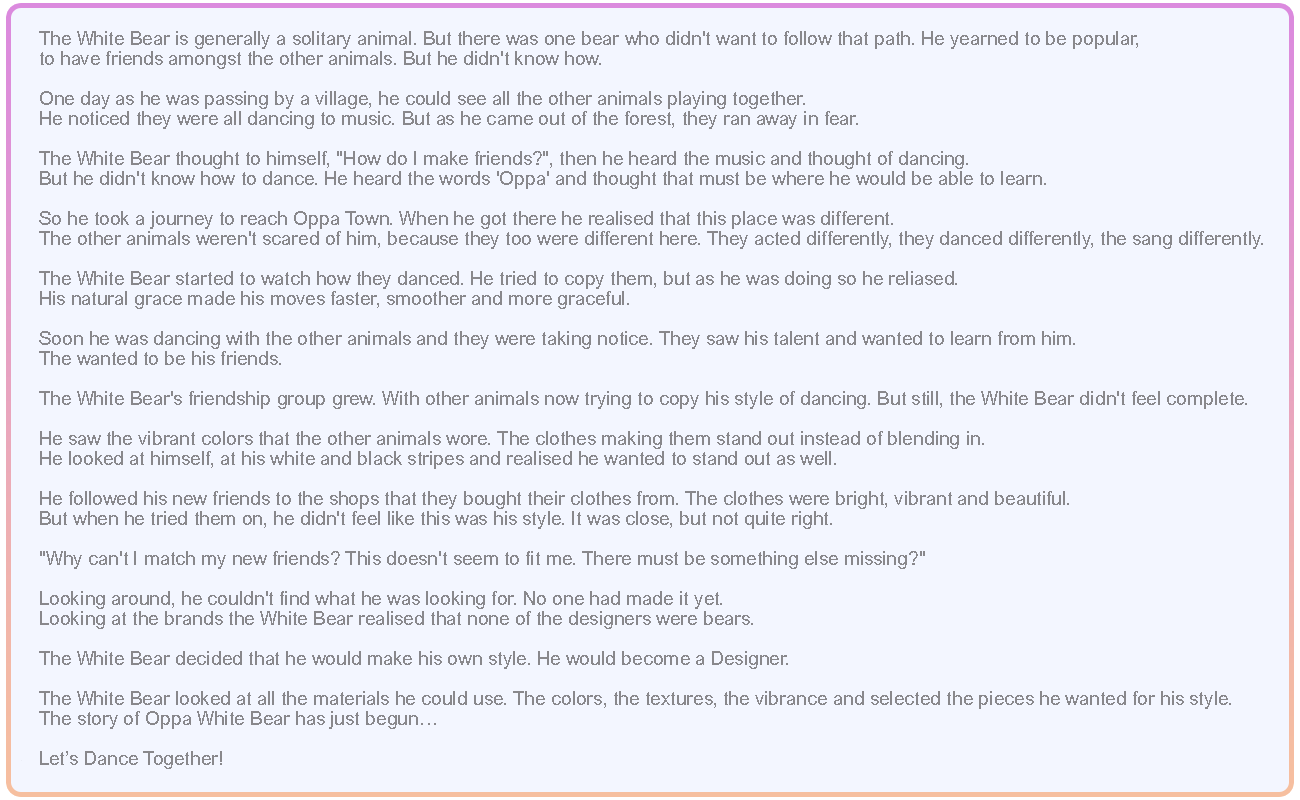 The White Bear is generally a solitary animal. But there was one bear who didn't want to follow that path. He yearned to be popular,
to have friends amongst the other animals. But he didn't know how.
One day as he was passing by a village, he could see all the other animals playing together.
He noticed they were all dancing to music. But as he came out of the forest, they ran away in fear.
The White Bear thought to himself, "How do I make friends?", then he heard the music and thought of dancing.
But he didn't know how to dance. He heard the words 'Oppa' and thought that must be where he would be able to learn.
So he took a journey to reach Oppa Town. When he got there he realised that this place was different.
The other animals weren't scared of him, because they too were different here. They acted differently, they danced differently, the sang differently.
The White Bear started to watch how they danced. He tried to copy them, but as he was doing so he reliased.
His natural grace made his moves faster, smoother and more graceful.
Soon he was dancing with the other animals and they were taking notice. They saw his talent and wanted to learn from him.
The wanted to be his friends.
The White Bear's friendship group grew. With other animals now trying to copy his style of dancing. But still, the White Bear didn't feel complete.
He saw the vibrant colors that the other animals wore. The clothes making them stand out instead of blending in.
He looked at himself, at his white and black stripes and realised he wanted to stand out as well.
He followed his new friends to the shops that they bought their clothes from. The clothes were bright, vibrant and beautiful.
But when he tried them on, he didn't feel like this was his style. It was close, but not quite right.
"Why can't I match my new friends? This doesn't seem to fit me. There must be something else missing?"
Looking around, he couldn't find what he was looking for. No one had made it yet.
Looking at the brands the White Bear realised that none of the designers were bears.
The White Bear decided that he would make his own style. He would become a Designer.
The White Bear looked at all the materials he could use. The colors, the textures, the vibrance and selected the pieces he wanted for his style.
The story of Oppa White Bear has just begun…
Let’s Dance Together!